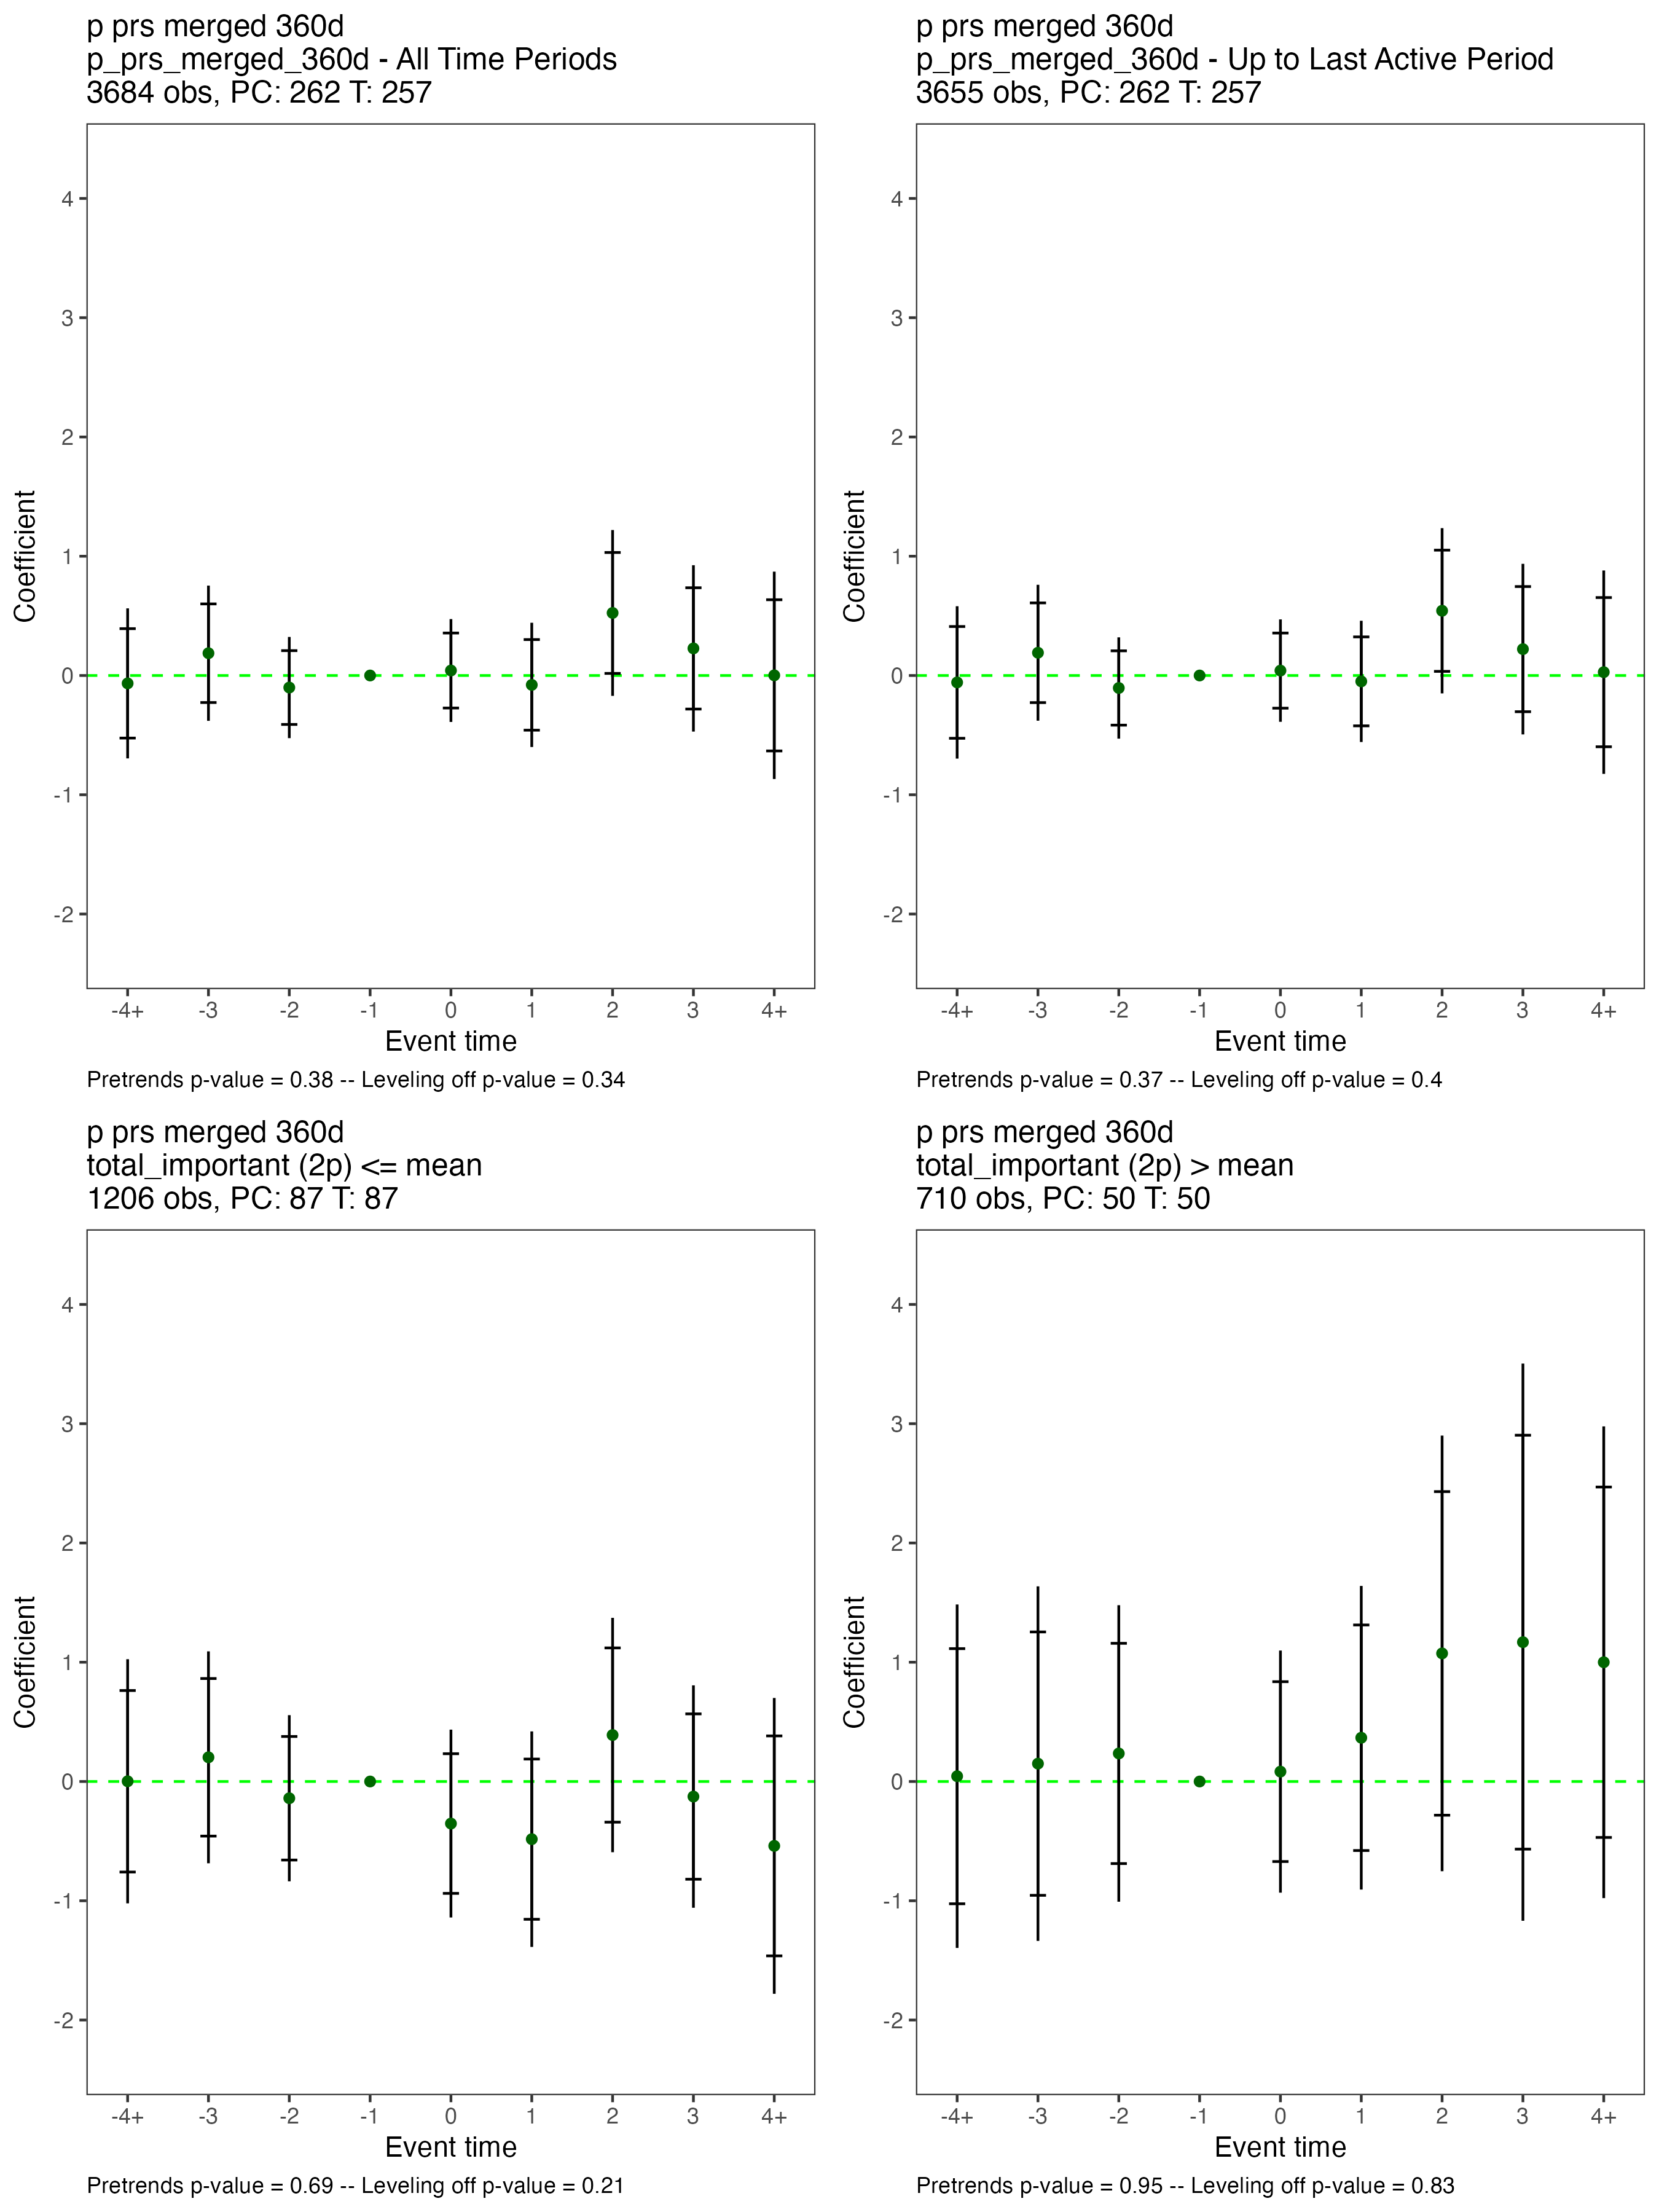 p prs merged 360d
p_prs_merged_360d - All Time Periods
3684 obs, PC: 262 T: 257
4
3
2
1
0
-1
-2
Coefficient
-4+ -3 -2 -1 0 1 2 3 4+
Event time
Pretrends p-value = 0.38 -- Leveling off p-value = 0.34
p prs merged 360d
p_prs_merged_360d - Up to Last Active Period
3655 obs, PC: 262 T: 257
4
3
2
1
0
-1
-2
Coefficient
-4+ -3 -2 -1 0 1 2 3 4+
Event time
Pretrends p-value = 0.37 -- Leveling off p-value = 0.4
p prs merged 360d
total_important (2p) <= mean
1206 obs, PC: 87 T: 87
4
3
2
1
0
-1
-2
Coefficient
-4+ -3 -2 -1 0 1 2 3 4+
Event time
Pretrends p-value = 0.69 -- Leveling off p-value = 0.21
p prs merged 360d
total_important (2p) > mean
710 obs, PC: 50 T: 50
4
3
2
1
0
-1
-2
Coefficient
-4+ -3 -2 -1 0 1 2 3 4+
Event time
Pretrends p-value = 0.95 -- Leveling off p-value = 0.83